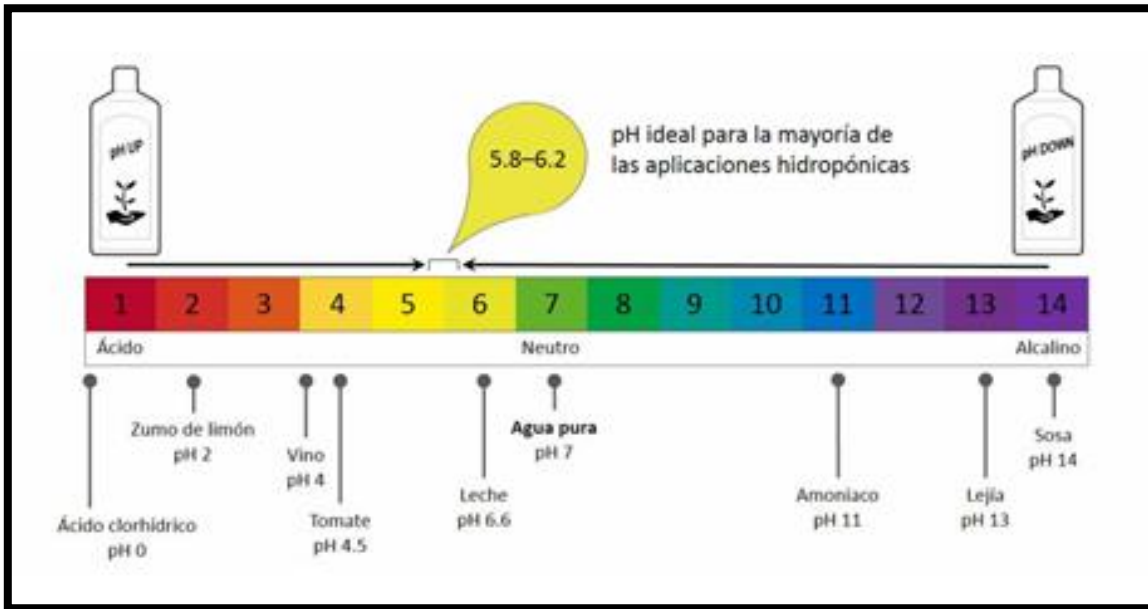 pH UP
5.8–6.2
pH ideal para la mayoría de
las aplicaciones hidropónicas
pH DOWN
1 2 3 4 5 6 7 8 9 10 11 12 13 14
Ácido Neutro Alcalino
Zumo de limón
pH 2
Vino
pH 4
Agua pura
pH 7
Sosa
pH 14
Leche
pH 6.6
Amoniaco
pH 11
Lejía
pH 13
Ácido clorhídrico
pH 0
Tomate
pH 4.5